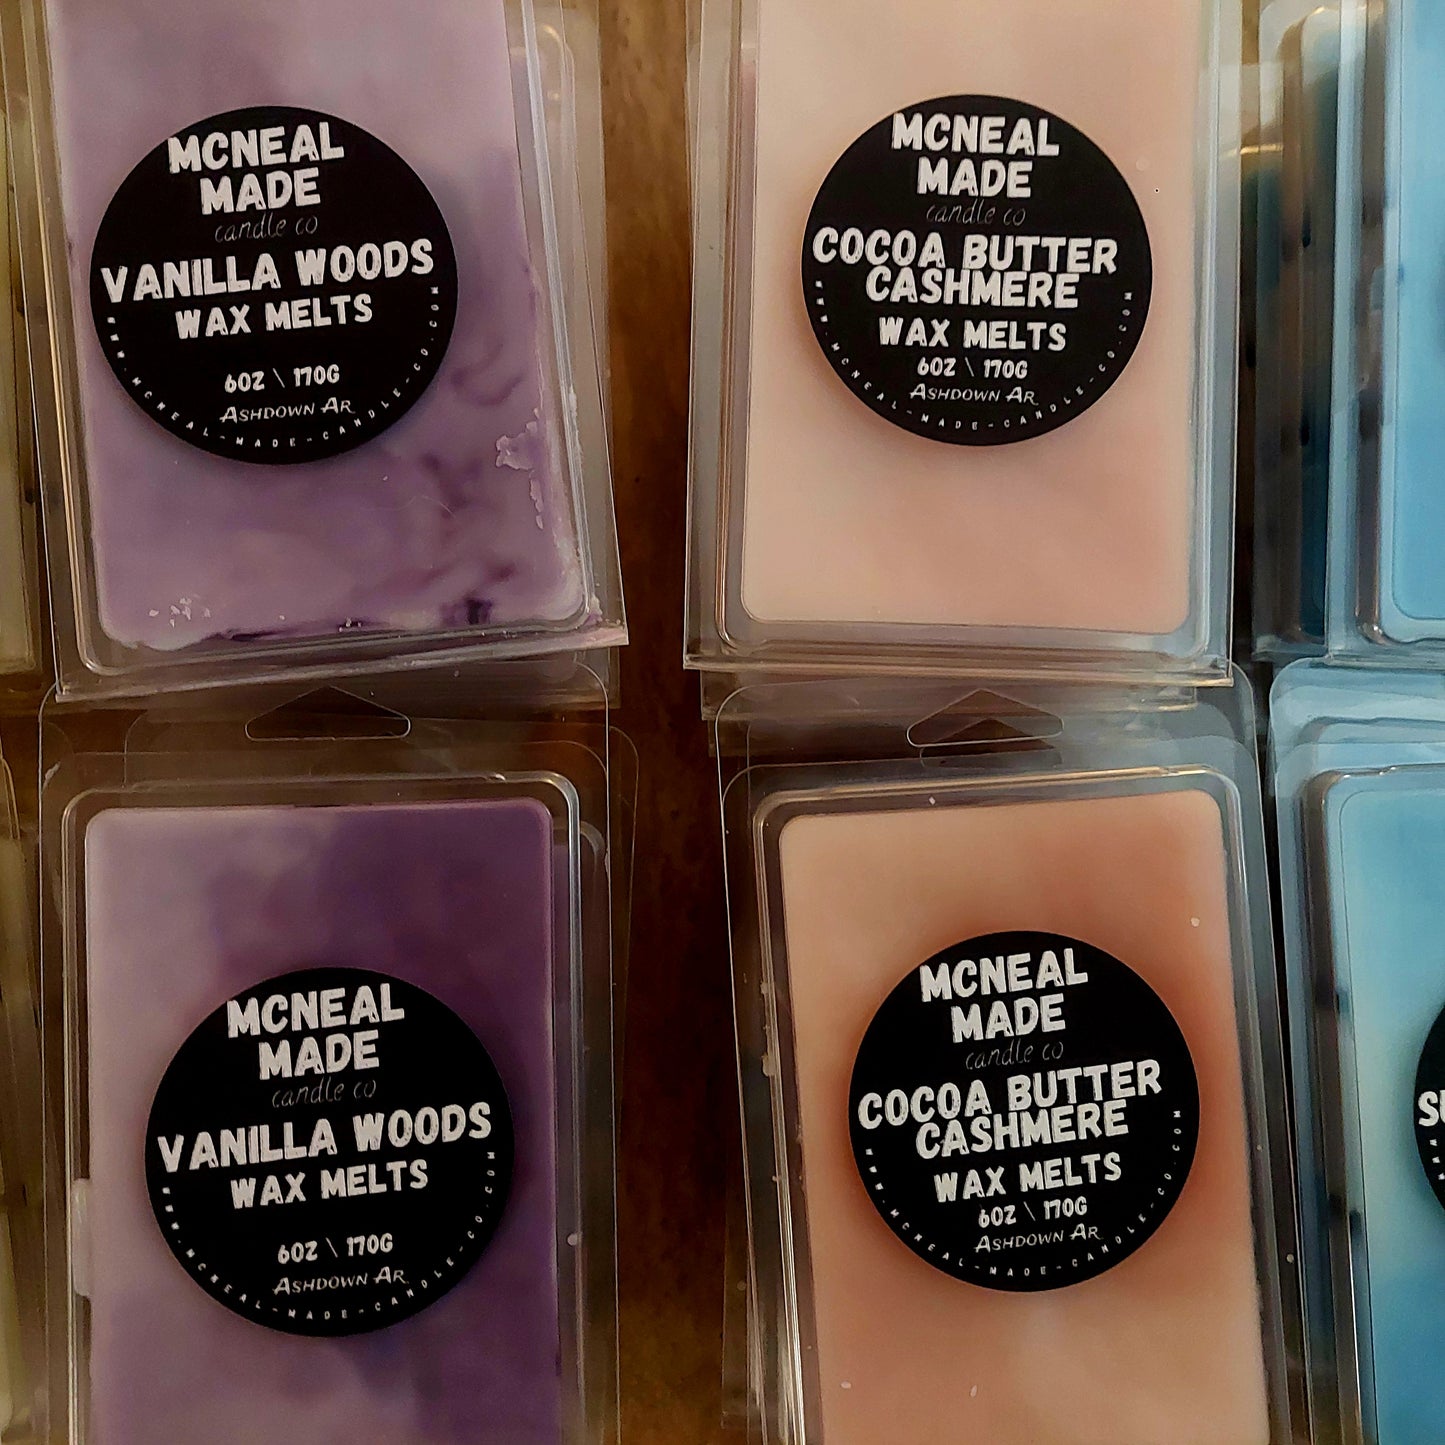 MCNEAL
MADE
candle co
VANILLA WOODS
WAX MELTS
6OZ \ 170G
ASHDOWN AR
WWW.MCNEAL-MADE-CANDLE-CO.COM
MCNEAL
MADE
candle co
COCOA BUTTER
CASHMERE
WAX MELTS
6OZ \ 170G
ASHDOWN AR
WWW.MCNEAL-MADE-CANDLE-CO.COM
MCNEAL
MADE
candle co
VANILLA WOODS
WAX MELTS
6OZ \ 170G
ASHDOWN AR
WWW.MCNEAL-MADE-CANDLE-CO.COM
MCNEAL
MADE
candle co
COCOA BUTTER
CASHMERE
WAX MELTS
6OZ \ 170G
ASHDOWN AR
WWW.MCNEAL-MADE-CANDLE-CO.COM